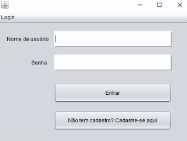 Login
Nome de usuário
Senha
Entrar
Não tem cadastro? Cadastre-se aqui